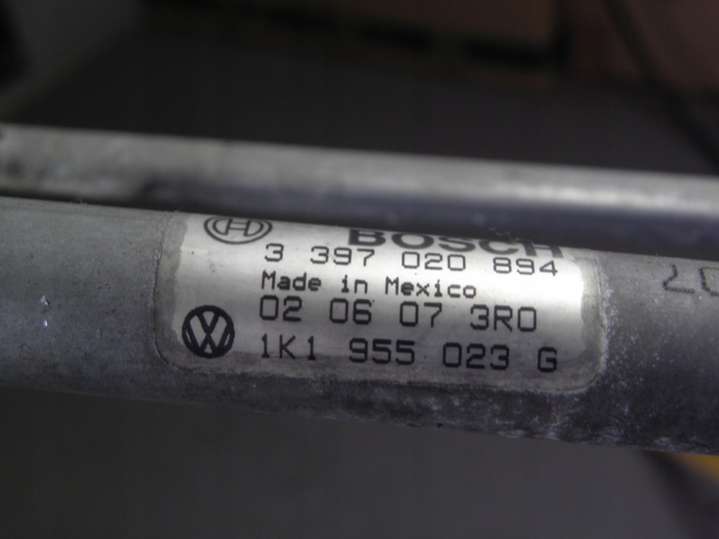 BOSCH
3 397 020 894
Made in Mexico
02 06 07 3R0
1K1 955 023 G